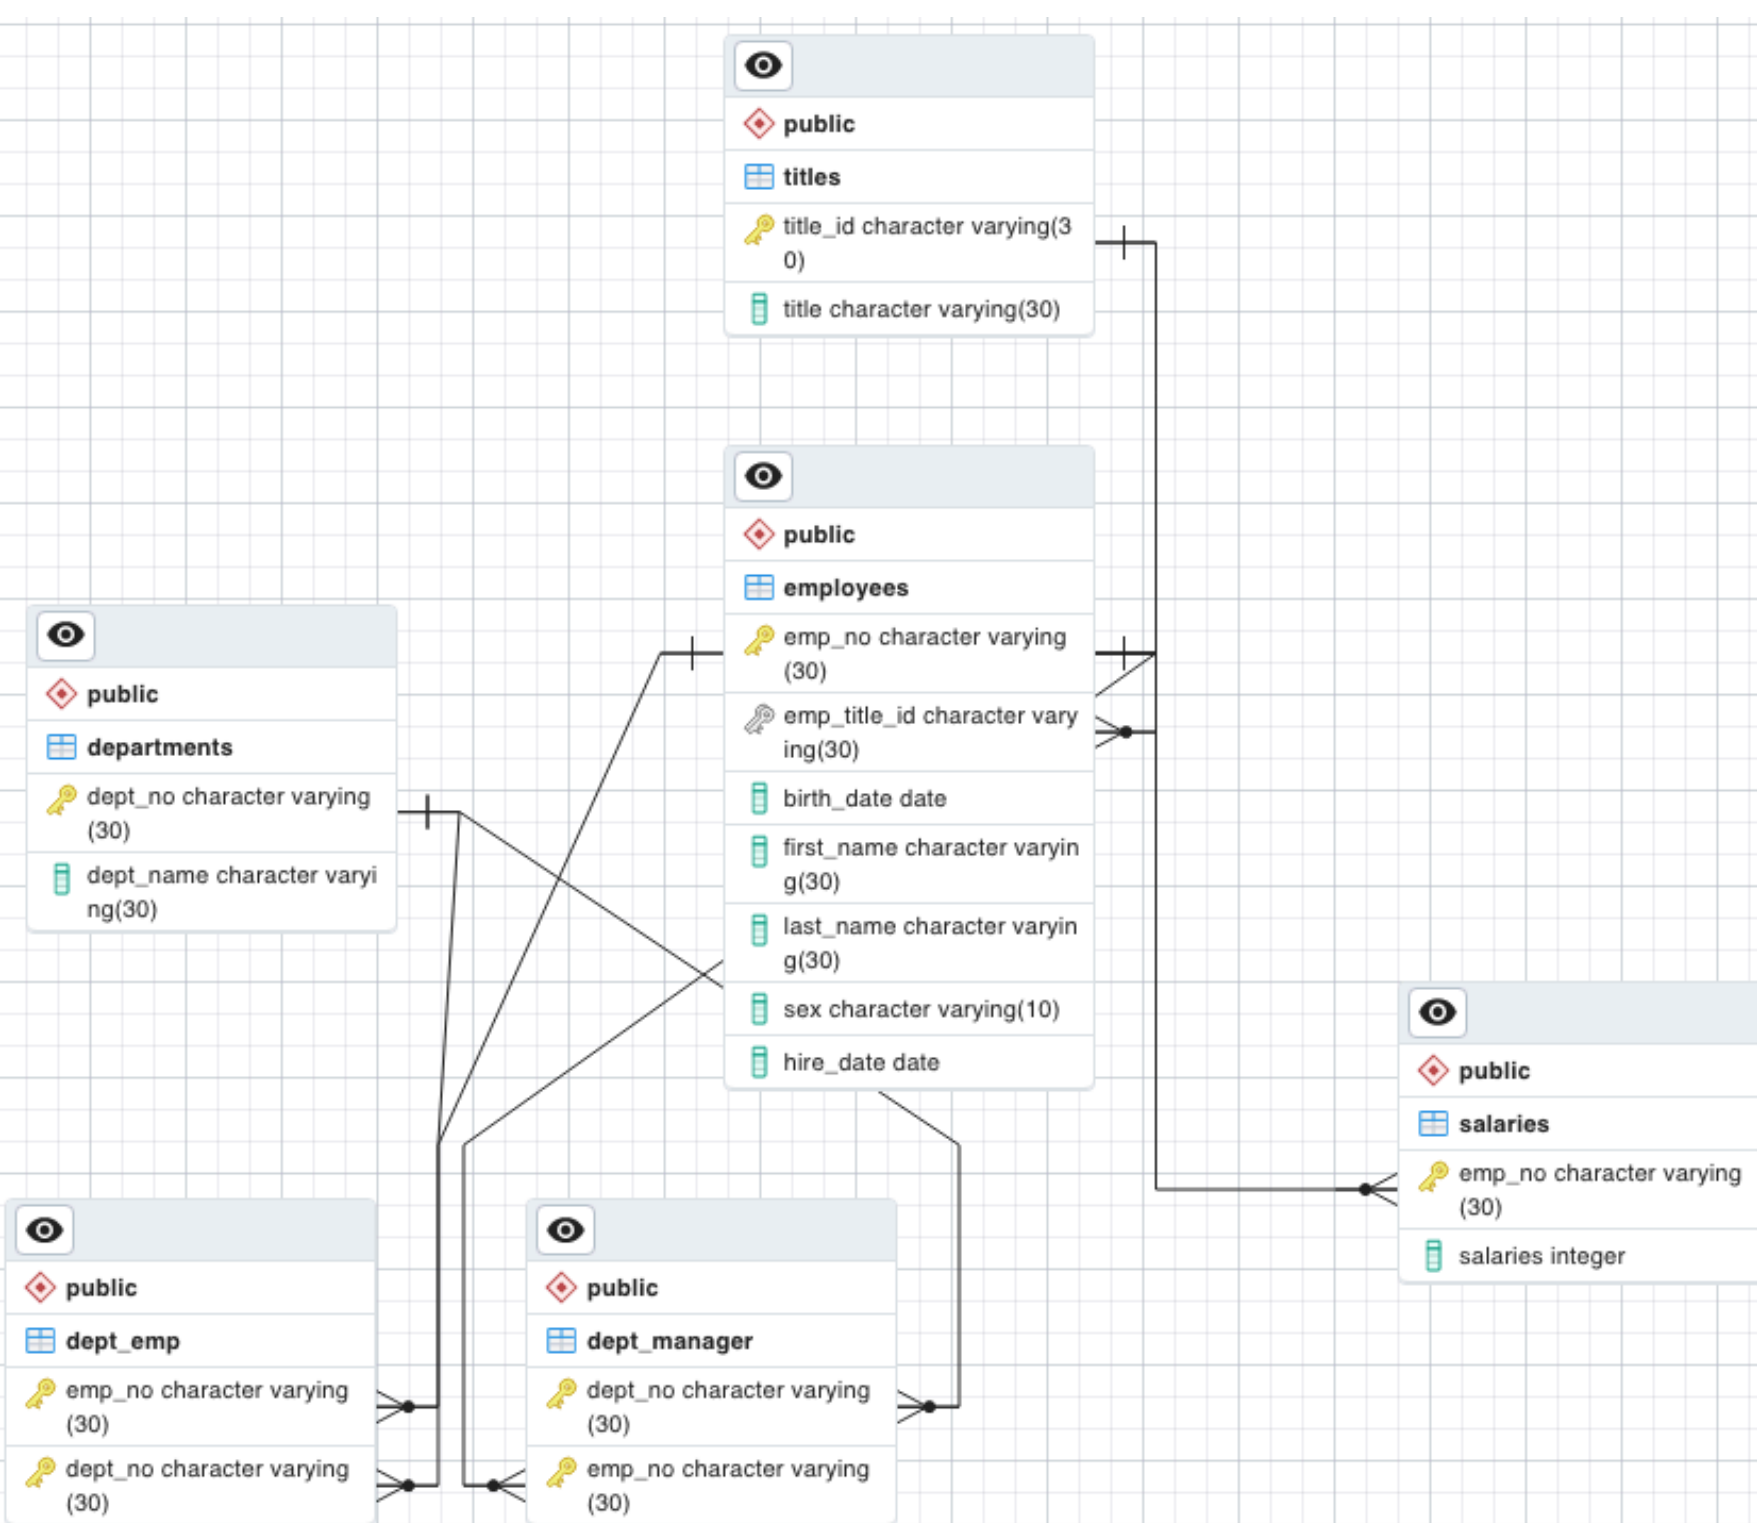 public
titles
title_id character varying(3
0)
title character varying(30)
public
employees
emp_no character varying
(30)
emp_title_id character vary
ing(30)
birth_date date
first_name character varyin
g(30)
last_name character varyin
g(30)
sex character varying(10)
hire_date date
public
departments
dept_no character varying
(30)
dept_name character varyi
ng(30)
public
salaries
emp_no character varying
(30)
salaries integer
public
dept_emp
emp_no character varying
(30)
dept_no character varying
(30)
public
dept_manager
dept_no character varying
(30)
emp_no character varying
(30)